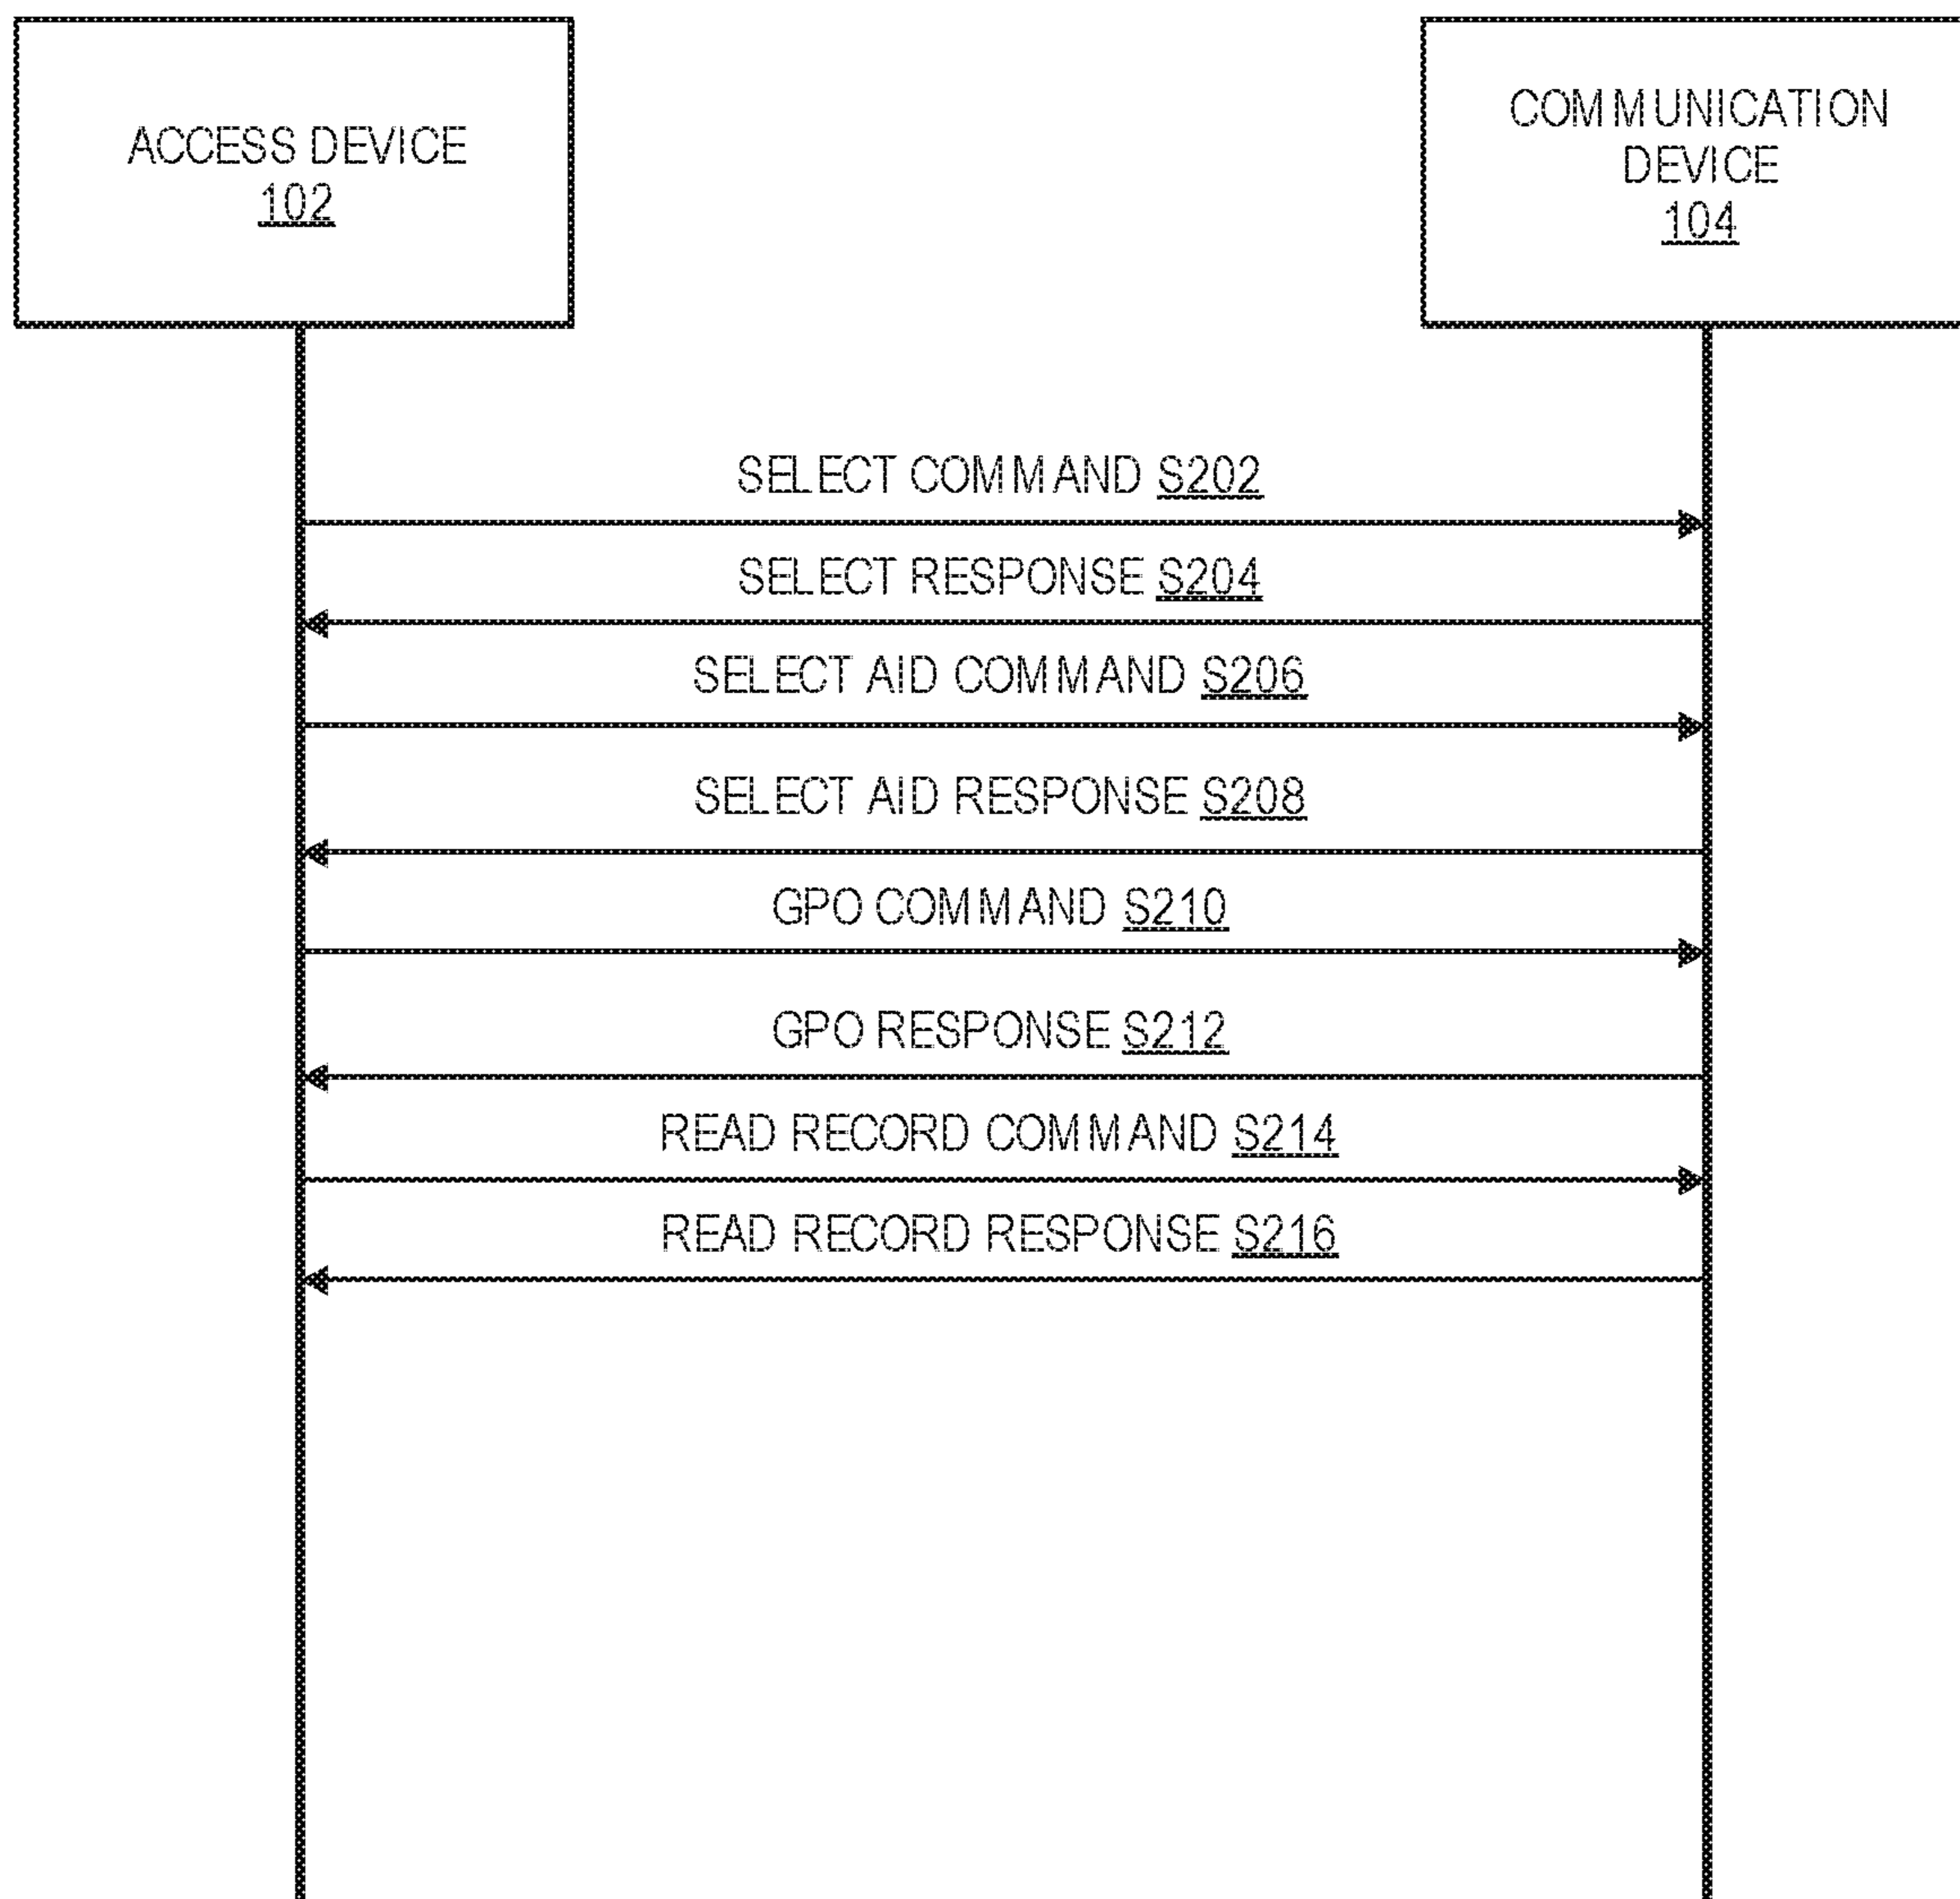 ACCESS DEVICE
102
COMMUNICATION
DEVICE
104
SELECT COMMAND S202
SELECT RESPONSE S204
SELECT AID COMMAND S206
SELECT AID RESPONSE S208
GPO COMMAND S210
GPO RESPONSE S212
READ RECORD COMMAND S214
READ RECORD RESPONSE S216